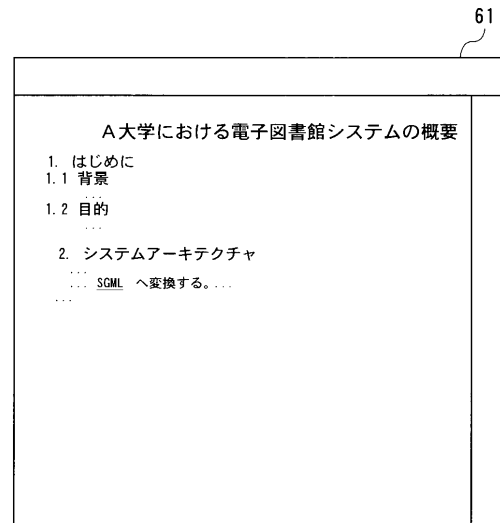 61
A大学における電子図書館システムの概要
1. はじめに
1.1 背景
...
1.2 目的
...
2. システムアーキテクチャ
...
... SGML へ変換する。...
...